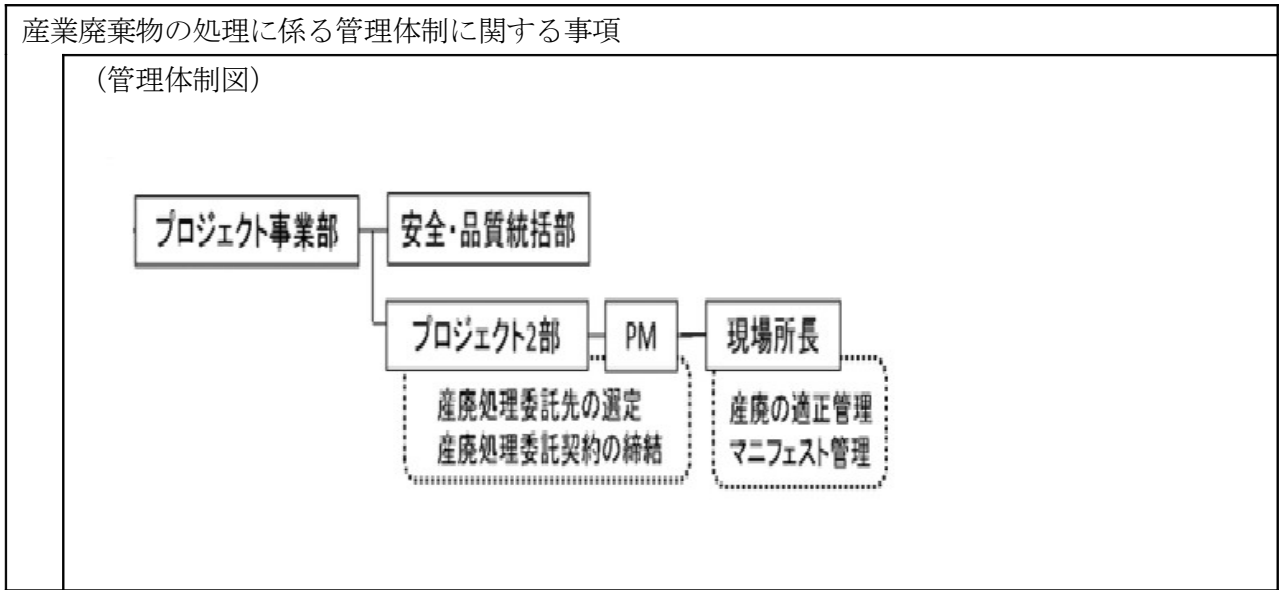 産業廃棄物の処理に係る管理体制に関する事項
（管理体制図）
プロジェクト事業部
安全・品質統括部
プロジェクト2部
PM
現場所長
産廃処理委託先の選定
産廃処理委託契約の締結
産廃の適正管理
マニフェスト管理